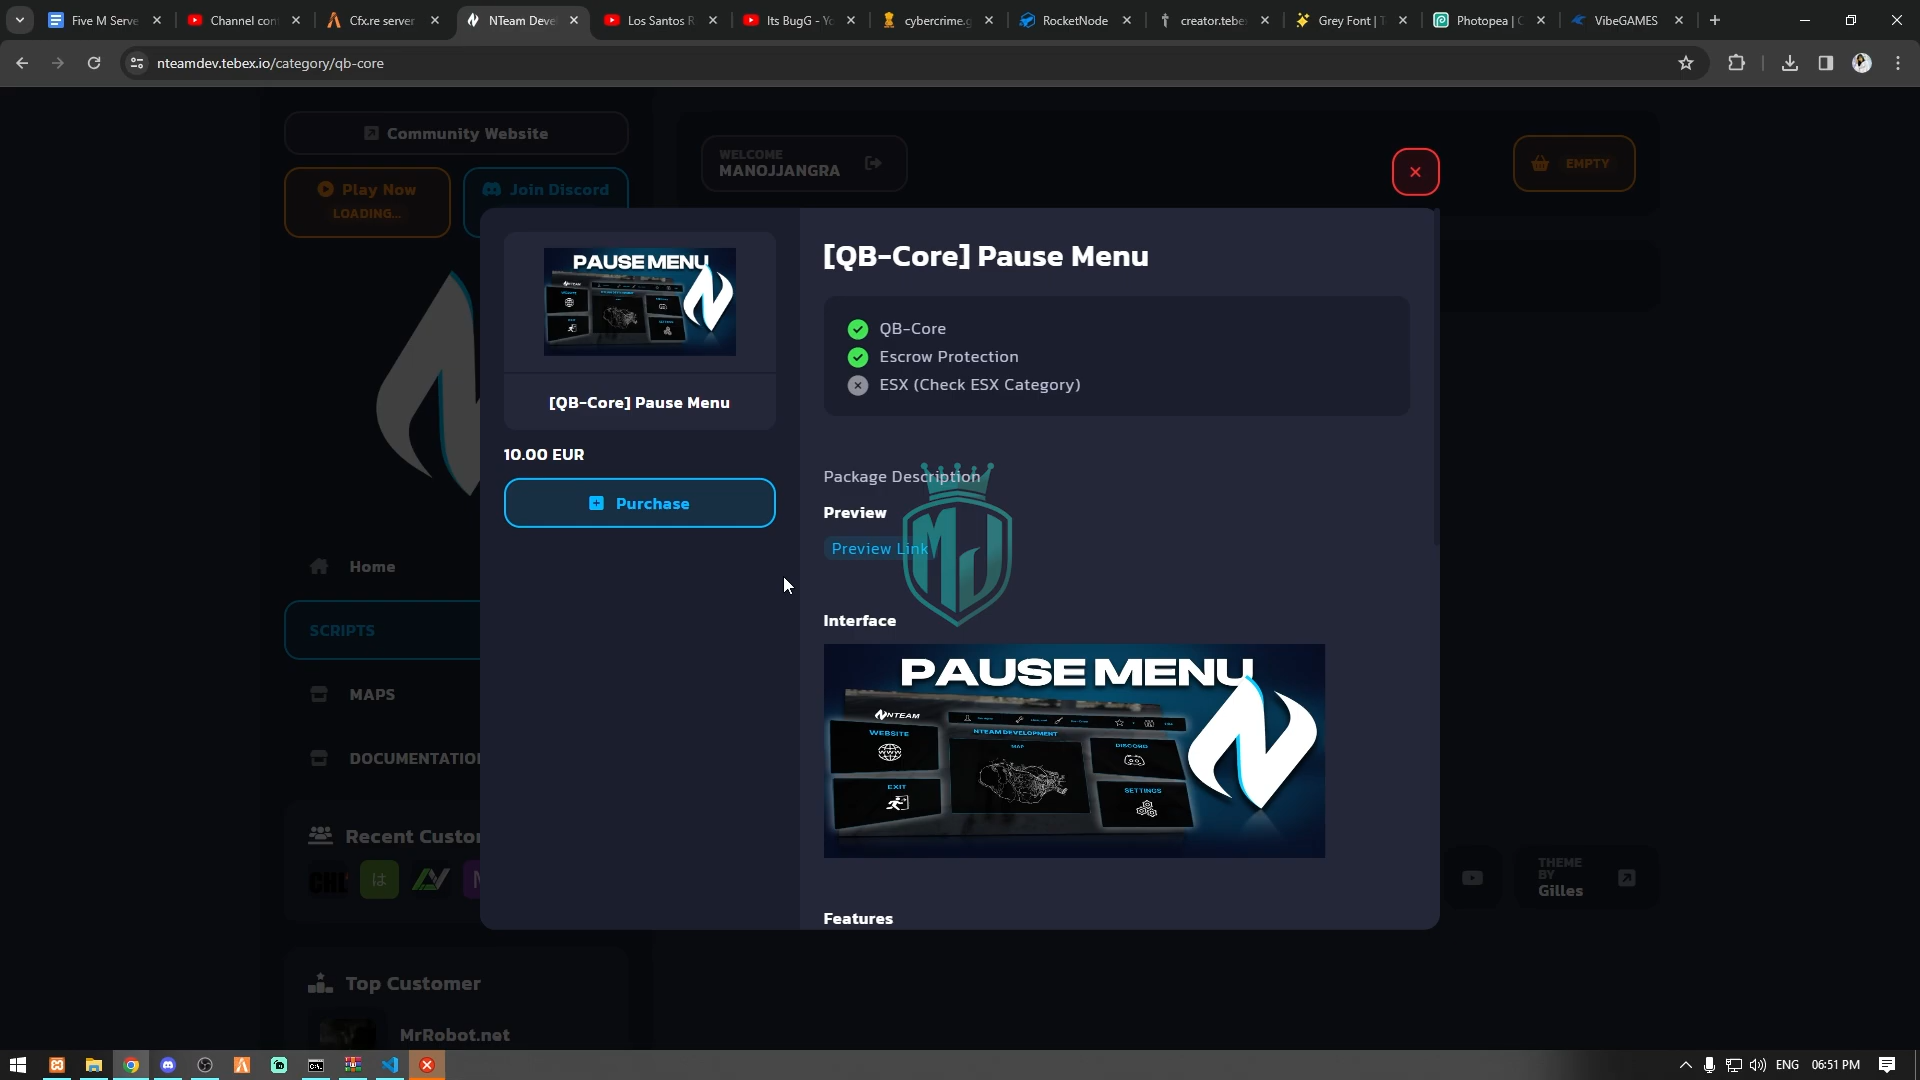 Five M Serve
Channel con
Cfx.re server
NTeam Deve
Los Santos R
Its BugG - Yo
cybercrime.g
RocketNode
creator.tebe
Grey Font | T
Photopea | C
VibeGAMES
nteamdev.tebex.io/category/qb-core
Community Website
WELCOME
MANOJJANGRA
EMPTY
Play Now
LOADING...
Join Discord
PAUSE MENU
[QB-Core] Pause Menu
10.00 EUR
Purchase
[QB-Core] Pause Menu
QB-Core
Escrow Protection
ESX (Check ESX Category)
Package Description
Preview
Preview Link
MJ
Interface
PAUSE MENU
NTEAM
WEBSITE
NTEAM DEVELOPMENT
MAP
DISCORD
EXIT
SETTINGS
Features
Home
SCRIPTS
MAPS
DOCUMENTATIO
Recent Custo
CHL
は
Top Customer
MrRobot.net
THEME
BY
Gilles
ENG
06:51 PM